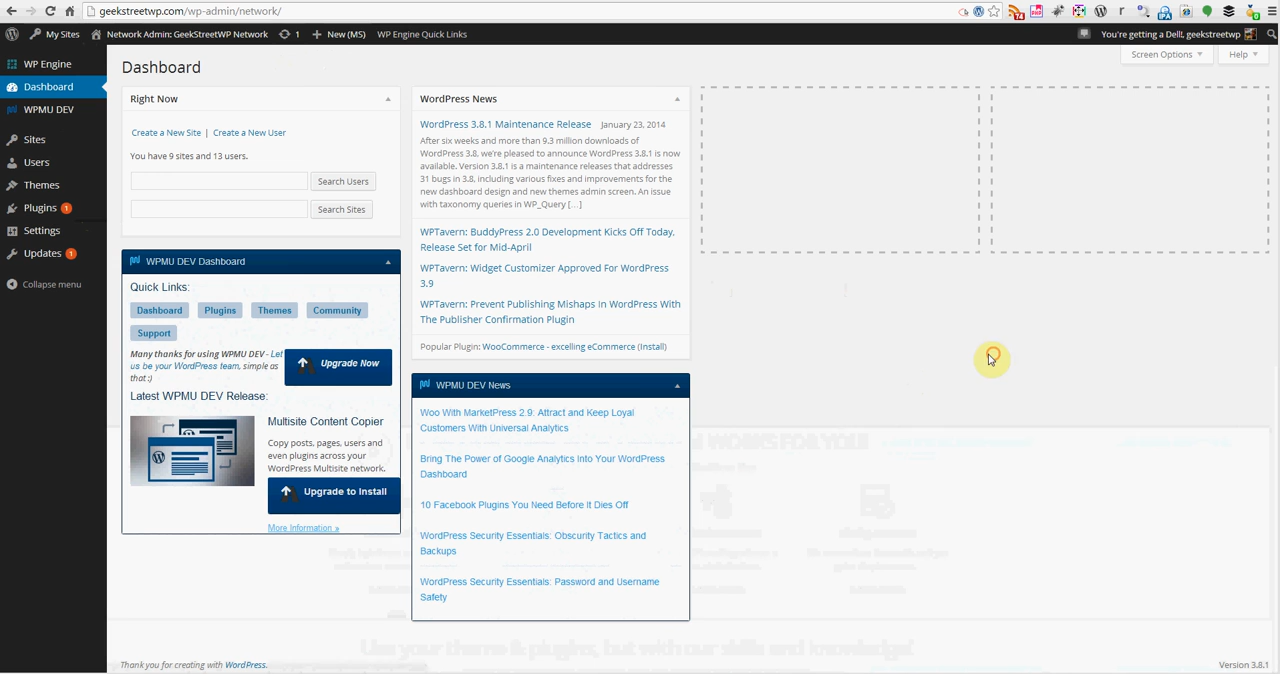 geekstreetwp.com/wp-admin/network/
74
My Sites
Network Admin: GeekStreetWP Network
1
New (MS)
WP Engine Quick Links
You're getting a Dell!, geekstreetwp
WP Engine
Dashboard
WPMU DEV
Sites
Users
Themes
Plugins 1
Settings
Updates 1
Collapse menu
Dashboard
Screen Options
Help
Right Now
Create a New Site | Create a New User
You have 9 sites and 13 users.
Search Users
Search Sites
WPMU DEV Dashboard
Quick Links:
Dashboard Plugins Themes Community
Support
Many thanks for using WPMU DEV - Let
us be your WordPress team, simple as
that :)
Upgrade Now
Latest WPMU DEV Release:
Multisite Content Copier
Copy posts, pages, users and
even plugins across your
WordPress Multisite network.
Upgrade to Install
More Information »
WordPress News
WordPress 3.8.1 Maintenance Release January 23, 2014
After six weeks and more than 9.3 million downloads of
WordPress 3.8, we're pleased to announce WordPress 3.8.1 is now
available. Version 3.8.1 is a maintenance releases that addresses
31 bugs in 3.8, including various fixes and improvements for the
new dashboard design and new themes admin screen. An issue
with taxonomy queries in WP_Query […]
WPTavern: BuddyPress 2.0 Development Kicks Off Today,
Release Set for Mid-April
WPTavern: Widget Customizer Approved For WordPress
3.9
WPTavern: Prevent Publishing Mishaps In WordPress With
The Publisher Confirmation Plugin
Popular Plugin: WooCommerce - excelling eCommerce (Install)
WPMU DEV News
Woo With MarketPress 2.9: Attract and Keep Loyal
Customers With Universal Analytics
Bring The Power of Google Analytics Into Your WordPress
Dashboard
10 Facebook Plugins You Need Before It Dies Off
WordPress Security Essentials: Obscurity Tactics and
Backups
WordPress Security Essentials: Password and Username
Safety
WORKS FOR YOU!
Use your theme & plugins, but with our skills and knowledge!
Thank you for creating with WordPress.
Version 3.8.1